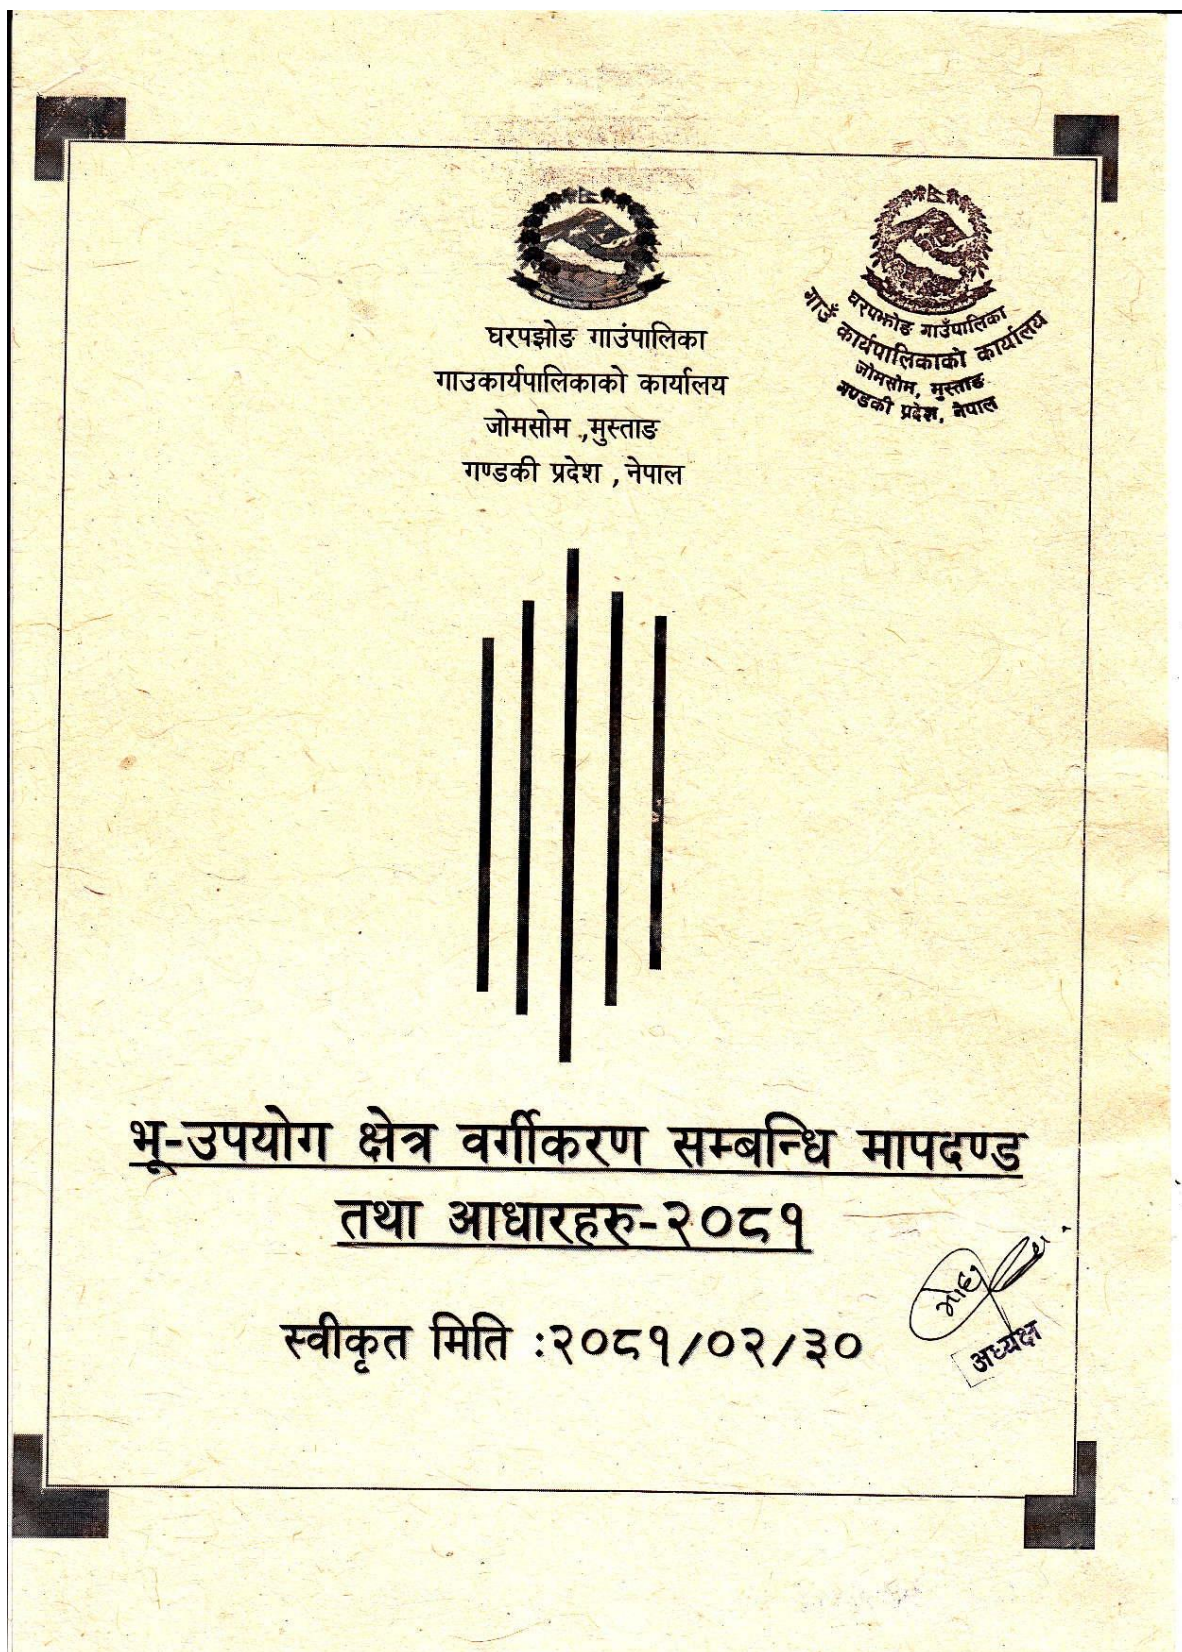 घरपझोङ गाउंपालिका
गाउकार्यपालिकाको कार्यालय
जोमसोम ,मुस्ताङ
गण्डकी प्रदेश , नेपाल
घरपझोङ गाउँपालिका
गाउँ कार्यपालिकाको कार्यालय
जोमसोम, मुस्ताङ
गण्डकी प्रदेश, नेपाल
भू-उपयोग क्षेत्र वर्गीकरण सम्बन्धि मापदण्ड
तथा आधारहरु-२०८१
स्वीकृत मिति :२०८१/०२/३०
अध्यक्ष